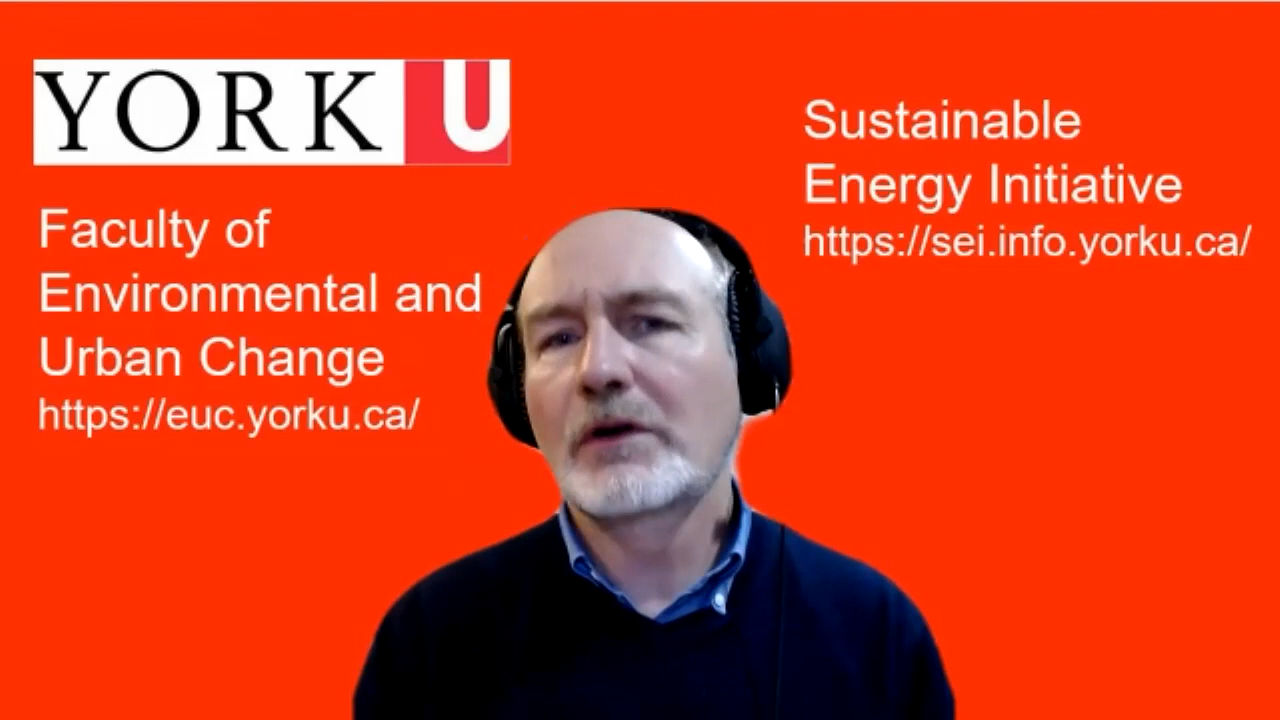 YORK U
Faculty of
Environmental and
Urban Change
https://euc.yorku.ca/
Sustainable
Energy Initiative
https://sei.info.yorku.ca/